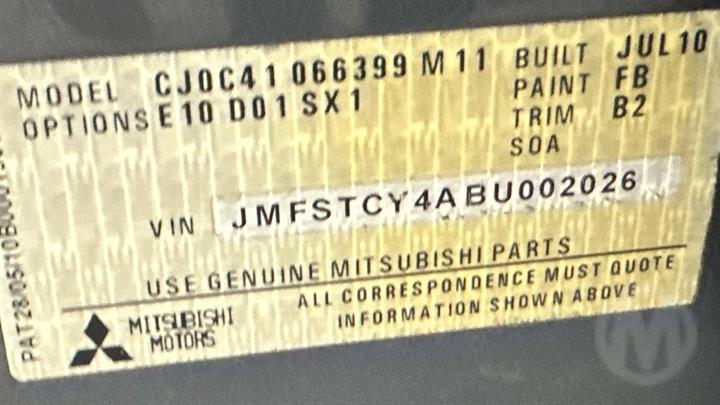 MODEL CJ0C41 066399 M11 BUILT JUL10
OPTIONS E10 D01 SX1 PAINT FB
TRIM B2
SOA
VIN JMFSTCY4ABU002026
USE GENUINE MITSUBISHI PARTS
ALL CORRESPONDENCE MUST QUOTE
INFORMATION SHOWN ABOVE
MITSUBISHI
MOTORS
M